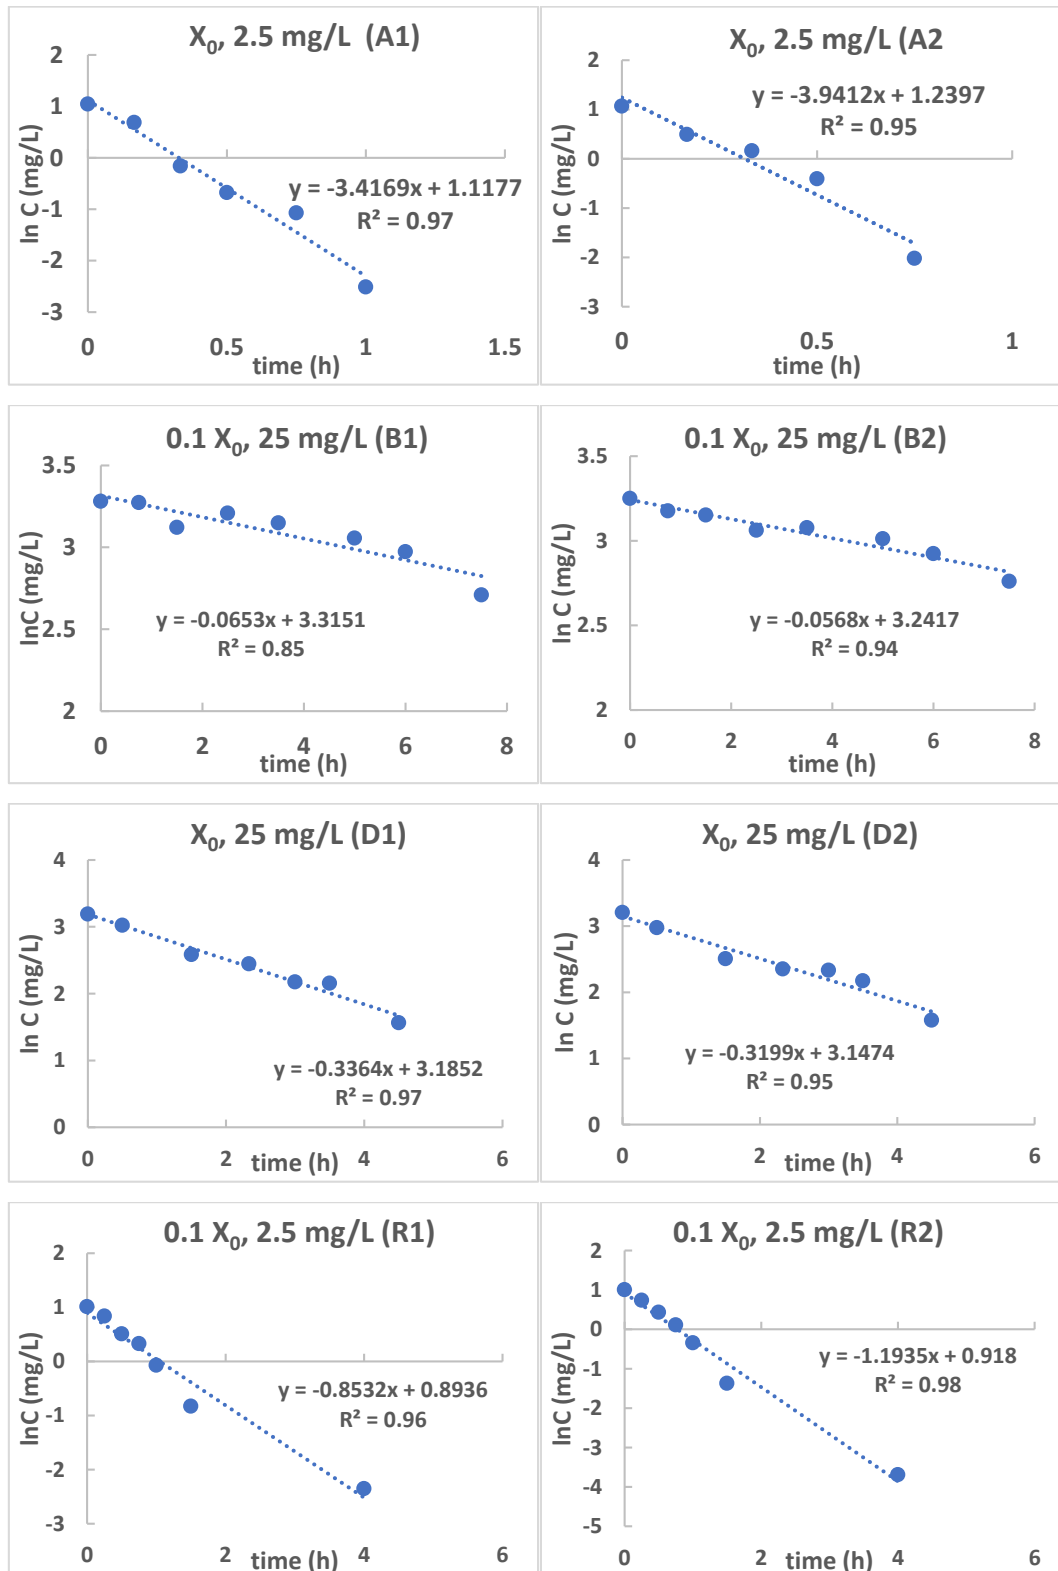 X₀, 2.5 mg/L (A1)
2
1
0
-1
-2
-3
ln C (mg/L)
y = -3.4169x + 1.1177
R² = 0.97
0 0.5 1 1.5
time (h)
X₀, 2.5 mg/L (A2
2
1
0
-1
-2
-3
ln C (mg/L)
y = -3.9412x + 1.2397
R² = 0.95
0 0.5 1
time (h)
0.1 X₀, 25 mg/L (B1)
3.5
3
2.5
2
lnC (mg/L)
y = -0.0653x + 3.3151
R² = 0.85
0 2 4 6 8
time (h)
0.1 X₀, 25 mg/L (B2)
3.5
3
2.5
2
ln C (mg/L)
y = -0.0568x + 3.2417
R² = 0.94
0 2 4 6 8
time (h)
X₀, 25 mg/L (D1)
4
3
2
1
0
ln C (mg/L)
y = -0.3364x + 3.1852
R² = 0.97
0 2 4 6
time (h)
X₀, 25 mg/L (D2)
4
3
2
1
0
ln C (mg/L)
y = -0.3199x + 3.1474
R² = 0.95
0 2 4 6
time (h)
0.1 X₀, 2.5 mg/L (R1)
2
1
0
-1
-2
-3
lnC (mg/L)
y = -0.8532x + 0.8936
R² = 0.96
0 2 4 6
time (h)
0.1 X₀, 2.5 mg/L (R2)
2
1
0
-1
-2
-3
-4
-5
lnC (mg/L)
y = -1.1935x + 0.918
R² = 0.98
0 2 4 6
time (h)